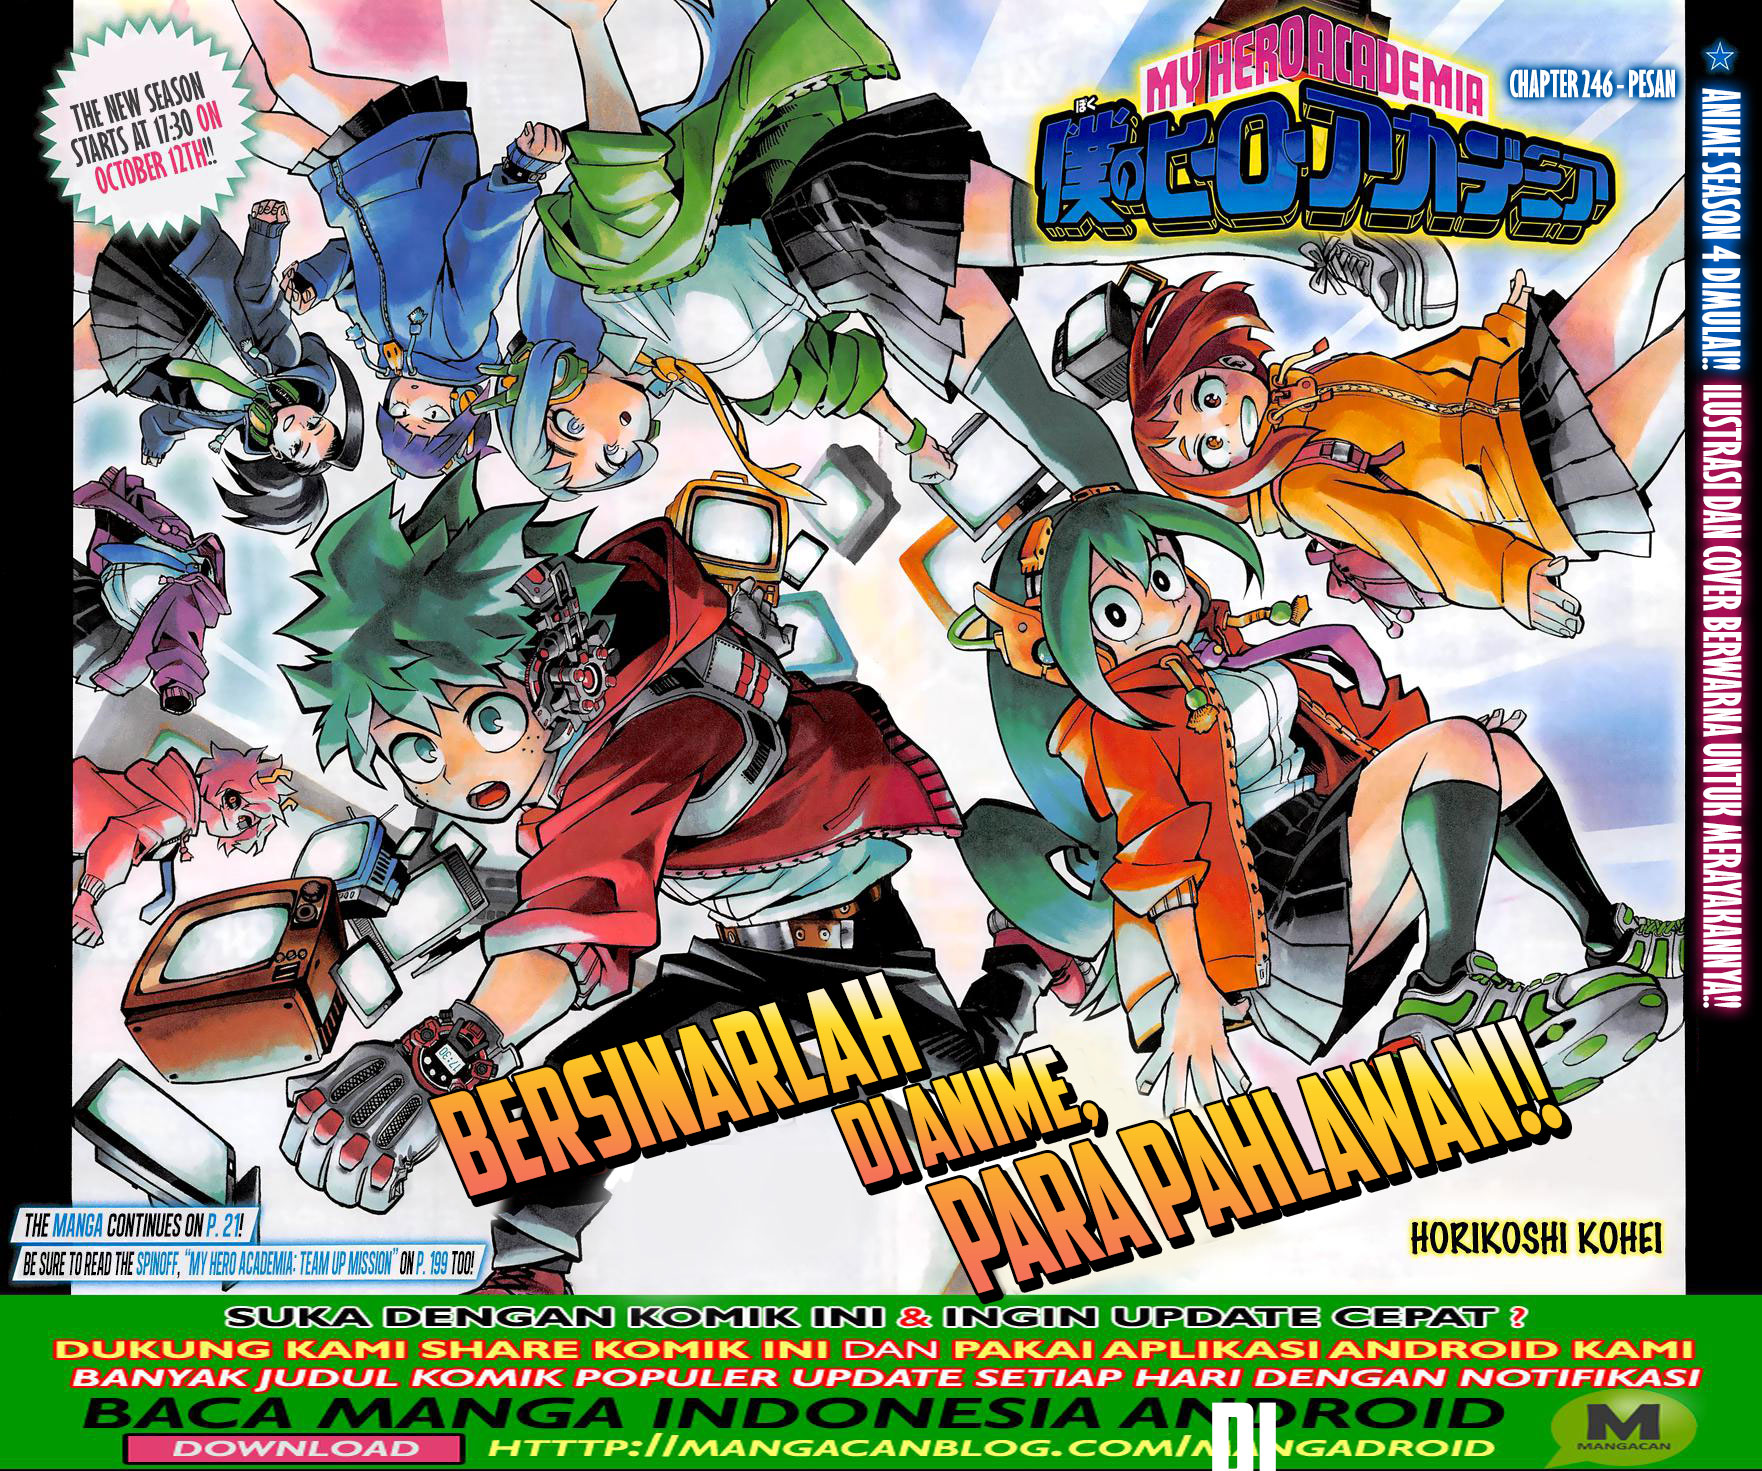 THE NEW SEASON
STARTS AT 17:30 ON
OCTOBER 12TH!!
MY HERO ACADEMIA
ぼく
僕のヒーローアカデミア
CHAPTER 246 - PESAN
★ ANIME SEASON 4 DIMULAI!! ILUSTRASI DAN COVER BERWARNA UNTUK MERAYAKANNYA!!
17:30
BERSINARLAH
DI ANIME,
PARA PAHLAWAN!!
HORIKOSHI KOHEI
THE MANGA CONTINUES ON P. 21!
BE SURE TO READ THE SPINOFF, "MY HERO ACADEMIA: TEAM UP MISSION" ON P. 199 TOO!
SUKA DENGAN KOMIK INI & INGIN UPDATE CEPAT ?
DUKUNG KAMI SHARE KOMIK INI DAN PAKAI APLIKASI ANDROID KAMI
BANYAK JUDUL KOMIK POPULER UPDATE SETIAP HARI DENGAN NOTIFIKASI
BACA MANGA INDONESIA ANDROID
DOWNLOAD HTTTP://MANGACANBLOG.COM/MANGADROID
DI
M
MANGACAN